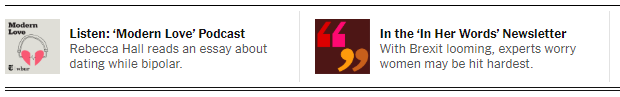 Modern
Love
Listen: ‘Modern Love’ Podcast
Rebecca Hall reads an essay about
dating while bipolar.
In the ‘In Her Words’ Newsletter
With Brexit looming, experts worry
women may be hit hardest.